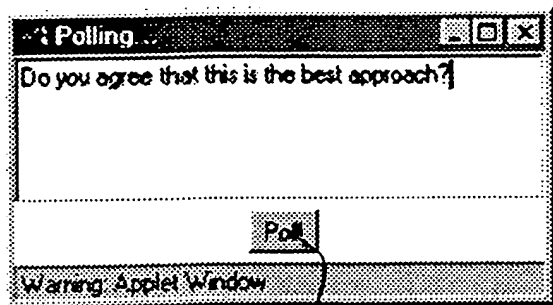 Polling...
Do you agree that this is the best approach?
Poll
Warning: Applet Window